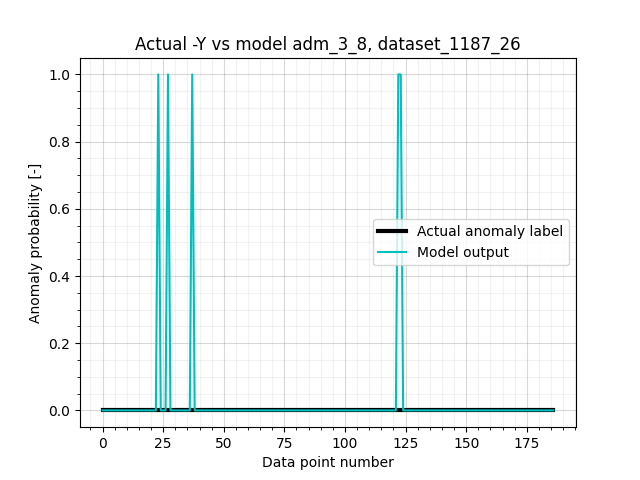 Actual -Y vs model adm_3_8, dataset_1187_26
1.0
0.8
0.6
0.4
0.2
0.0
Anomaly probability [-]
Actual anomaly label
Model output
0 25 50 75 100 125 150 175
Data point number